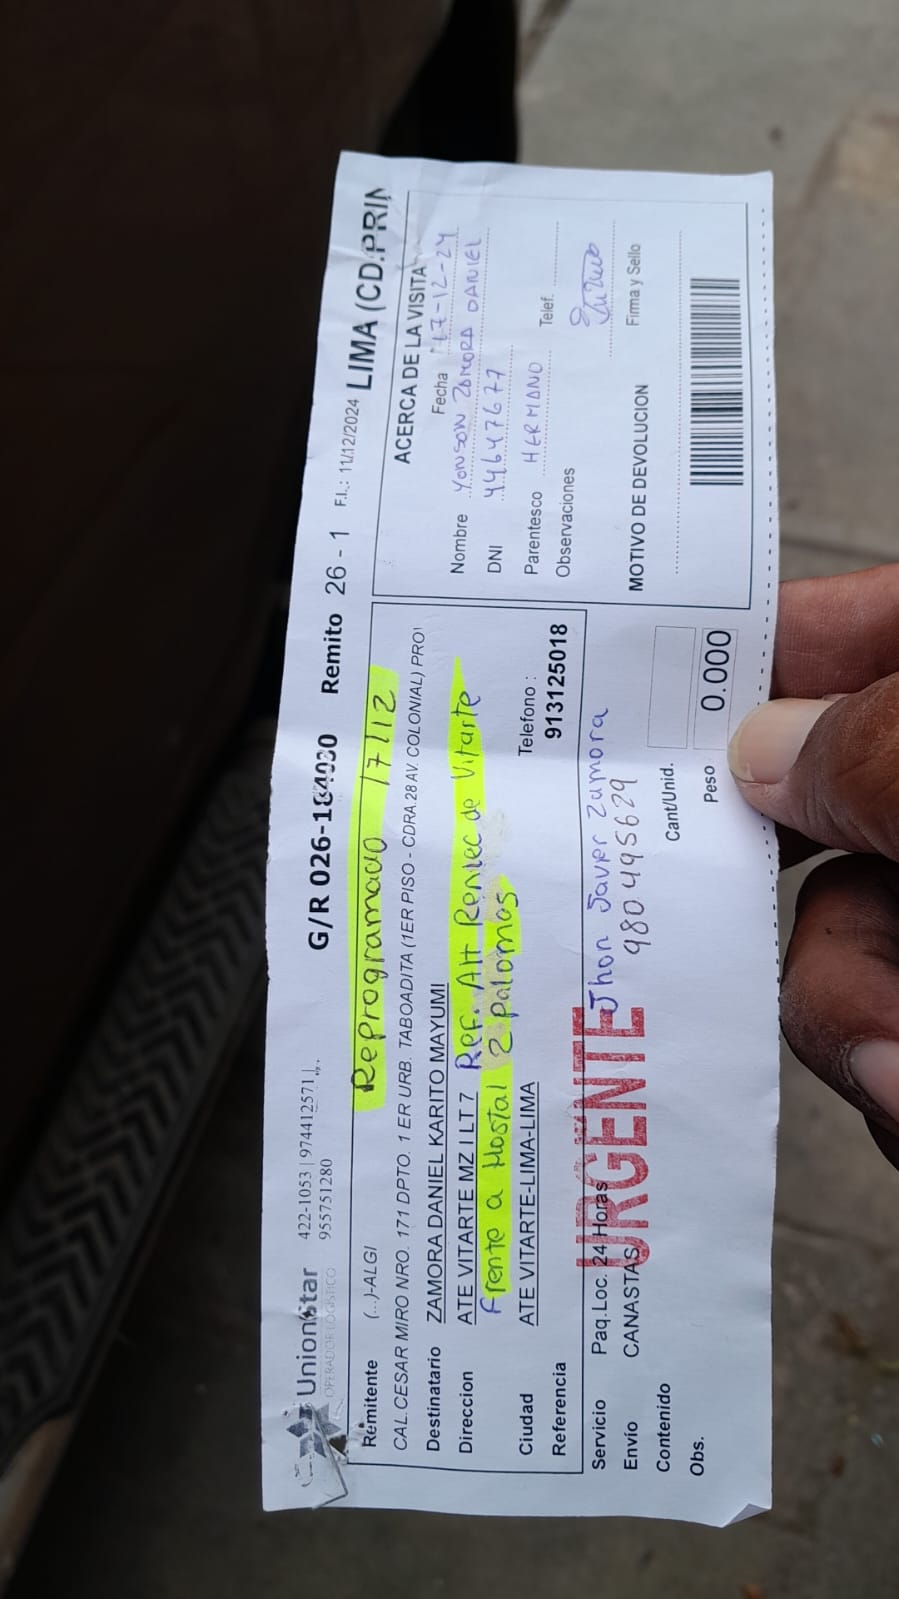 UnionStar
OPERADOR LOGISTICO
422-1053 | 974412571 |
955751280
G/R 026-184030 Remito 26 - 1 F.I.: 11/12/2024 LIMA (CD.PRIN
Reprogramado 17/12
Remitente (...)-ALGI
CAL.CESAR MIRO NRO. 171 DPTO. 1 ER URB. TABOADITA (1ER PISO - CDRA.28 AV. COLONIAL) PRO
Destinatario ZAMORA DANIEL KARITO MAYUMI
Direccion ATE VITARTE MZ I LT 7 Ref. Alt Reniec de Vitarte
Frente a Hostal 2 palomas
Ciudad ATE VITARTE-LIMA-LIMA
Telefono :
Referencia
913125018
Servicio Paq.Loc. 24 Horas
Envío CANASTAS
URGENTE
Jhon Javier Zamora
980495629
Contenido
Obs.
Cant/Unid.
Peso 0.000
ACERCA DE LA VISITA
Fecha 17-12-24
Nombre YONSON ZAMORA DANIEL
DNI 44647677
Parentesco HERMANO Telef.
Observaciones
Firma y Sello
MOTIVO DE DEVOLUCION